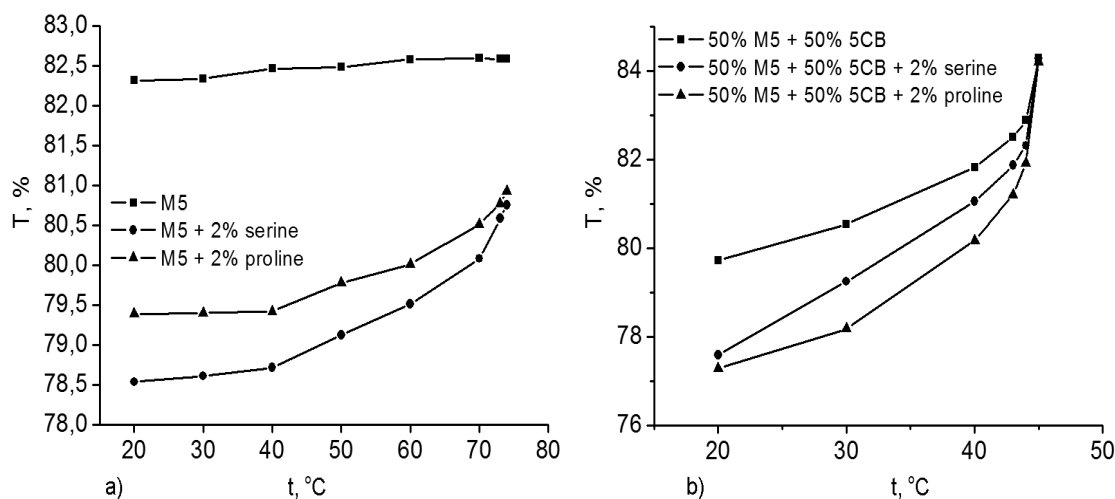 83,0
82,5
82,0
81,5
81,0
80,5
80,0
79,5
79,0
78,5
78,0
T, %
M5
M5 + 2% serine
M5 + 2% proline
20 30 40 50 60 70 80
a) t, °C
50% M5 + 50% 5CB
50% M5 + 50% 5CB + 2% serine
50% M5 + 50% 5CB + 2% proline
84
82
80
78
76
T, %
20 30 40 50
b) t, °C